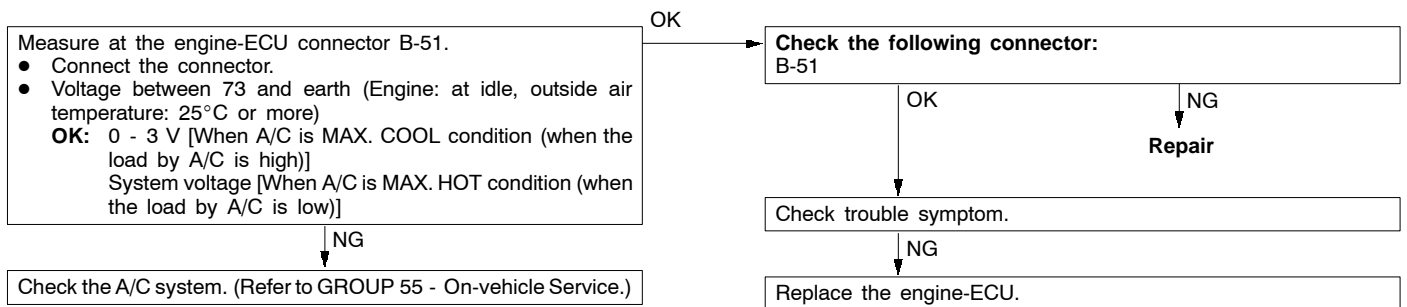 Measure at the engine-ECU connector B-51.
● Connect the connector.
● Voltage between 73 and earth (Engine: at idle, outside air
temperature: 25°C or more)
OK: 0 - 3 V [When A/C is MAX. COOL condition (when the
load by A/C is high)]
System voltage [When A/C is MAX. HOT condition (when
the load by A/C is low)]
NG
Check the A/C system. (Refer to GROUP 55 - On-vehicle Service.)
OK
Check the following connector:
B-51
OK
NG
Repair
Check trouble symptom.
NG
Replace the engine-ECU.